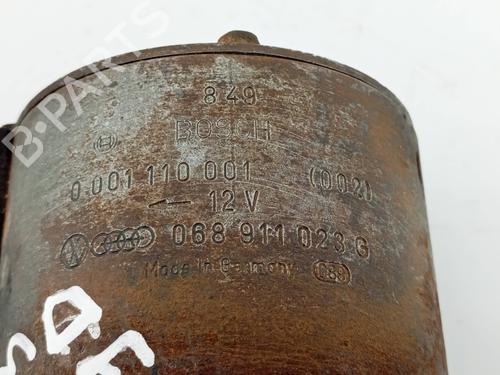 849
BOSCH
0 001 110 001 (002)
12 V
068 911 023 G
Made in Germany
B-PARTS